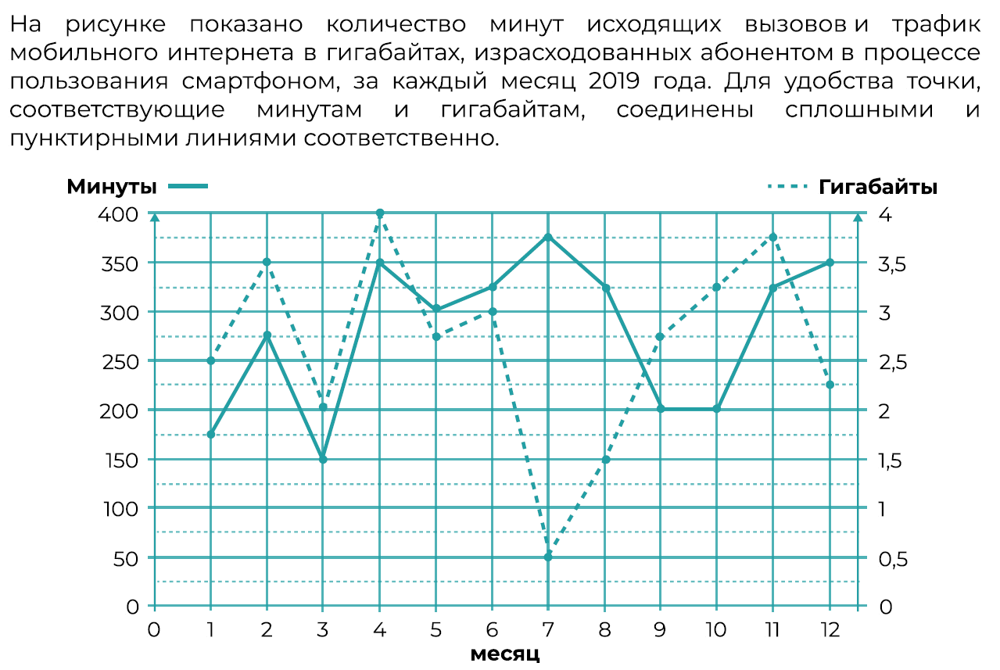 На рисунке показано количество минут исходящих вызовов и трафик
мобильного интернета в гигабайтах, израсходованных абонентом в процессе
пользования смартфоном, за каждый месяц 2019 года. Для удобства точки,
соответствующие минутам и гигабайтам, соединены сплошными и
пунктирными линиями соответственно.
Минуты Гигабайты
400 4
350 3,5
300 3
250 2,5
200 2
150 1,5
100 1
50 0,5
0 0
0 1 2 3 4 5 6 7 8 9 10 11 12
месяц